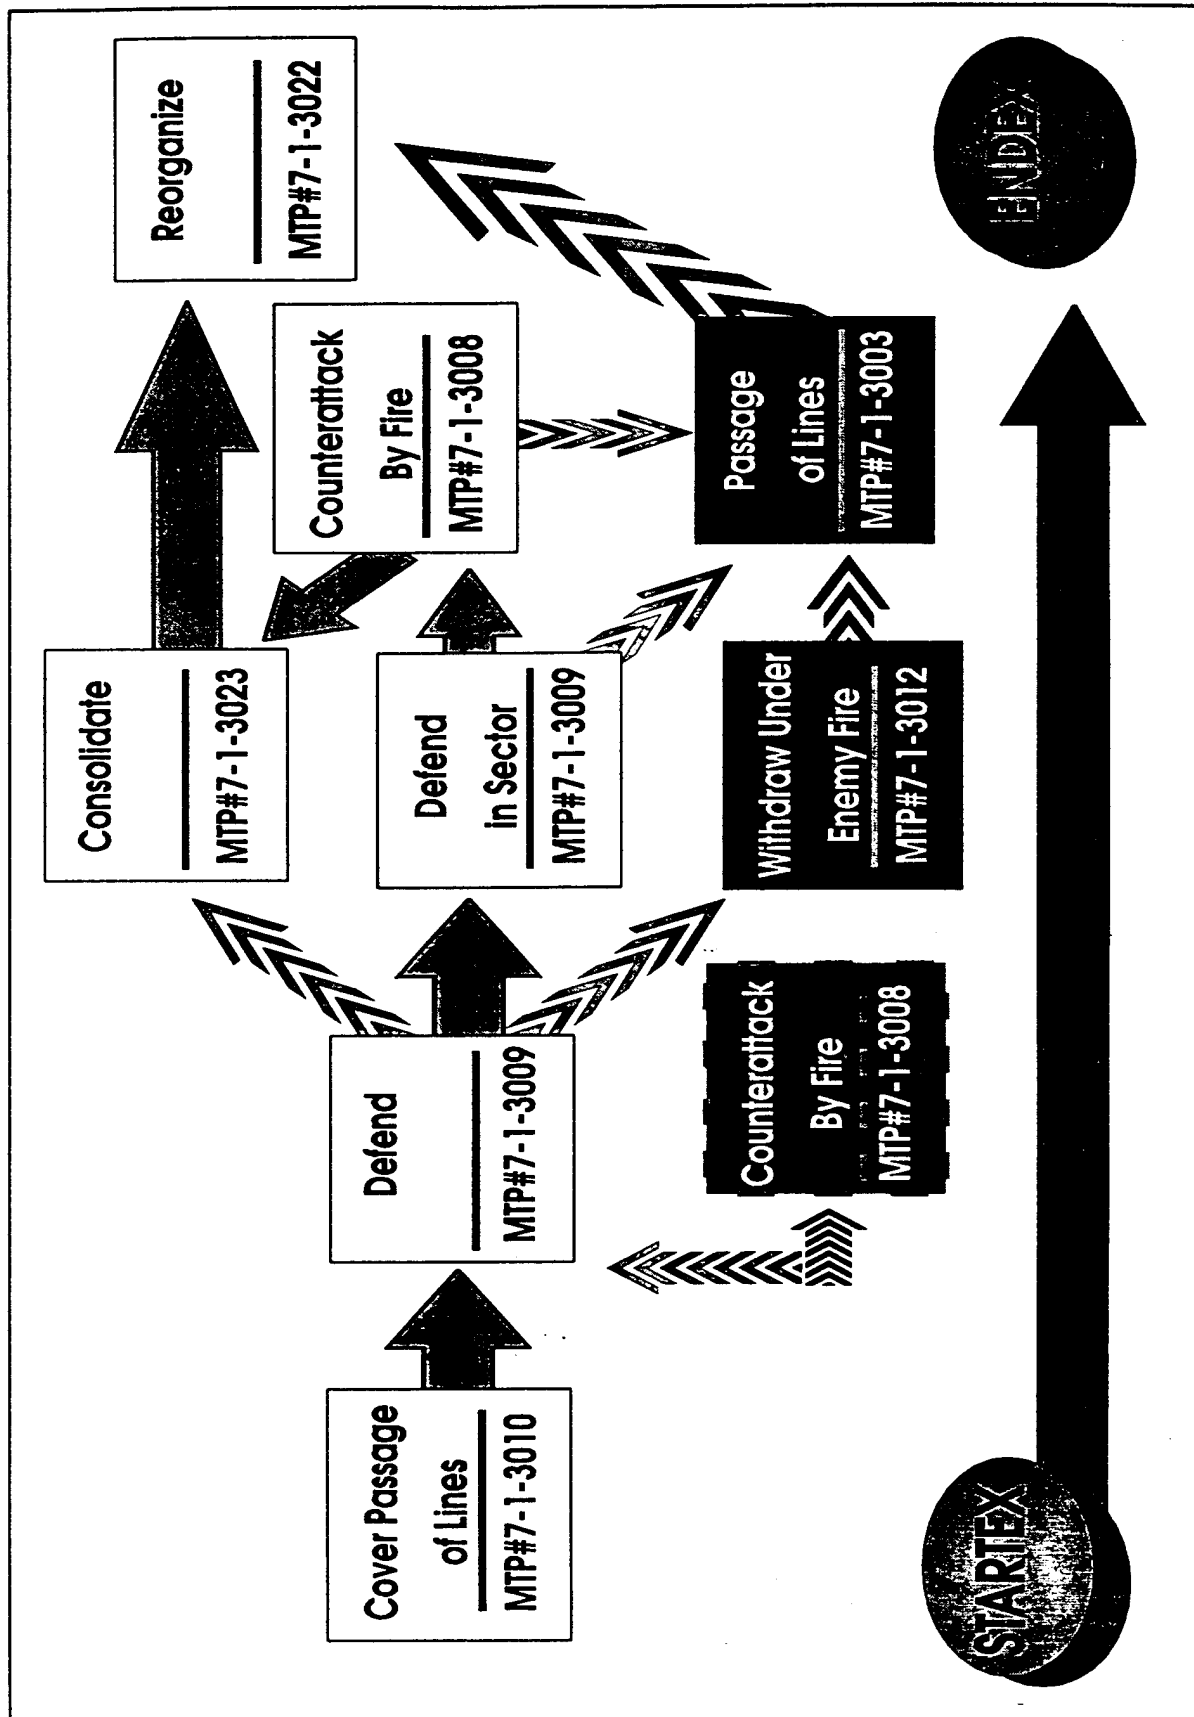 Cover Passage
of Lines
MTP#7-1-3010
Defend
MTP#7-1-3009
Consolidate
MTP#7-1-3023
Defend
in Sector
MTP#7-1-3009
Counterattack
By Fire
MTP#7-1-3008
Reorganize
MTP#7-1-3022
Counterattack
By Fire
MTP#7-1-3008
Withdraw Under
Enemy Fire
MTP#7-1-3012
Passage
of Lines
MTP#7-1-3003
STARTEX
ENDEX